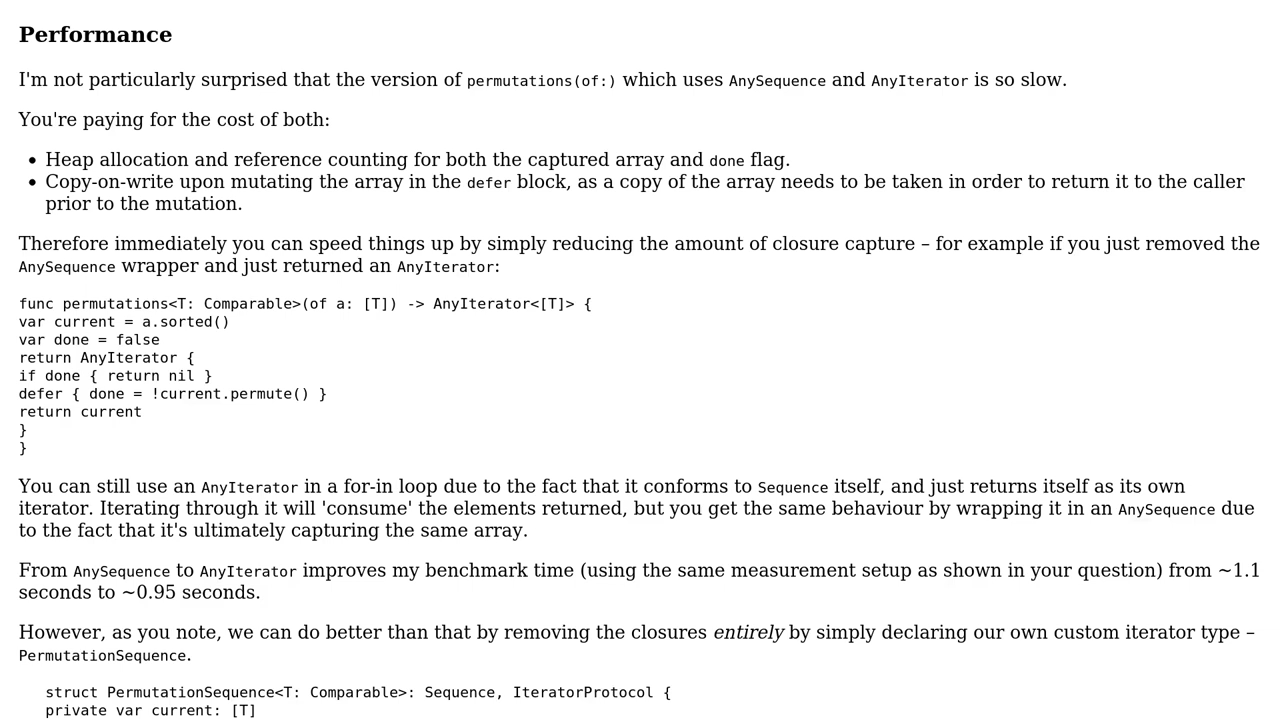 Performance
I'm not particularly surprised that the version of permutations(of:) which uses AnySequence and AnyIterator is so slow.
You're paying for the cost of both:
• Heap allocation and reference counting for both the captured array and done flag.
• Copy-on-write upon mutating the array in the defer block, as a copy of the array needs to be taken in order to return it to the caller
prior to the mutation.
Therefore immediately you can speed things up by simply reducing the amount of closure capture – for example if you just removed the
AnySequence wrapper and just returned an AnyIterator:
func permutations<T: Comparable>(of a: [T]) -> AnyIterator<[T]> {
var current = a.sorted()
var done = false
return AnyIterator {
if done { return nil }
defer { done = !current.permute() }
return current
}
}
You can still use an AnyIterator in a for-in loop due to the fact that it conforms to Sequence itself, and just returns itself as its own
iterator. Iterating through it will 'consume' the elements returned, but you get the same behaviour by wrapping it in an AnySequence due
to the fact that it's ultimately capturing the same array.
From AnySequence to AnyIterator improves my benchmark time (using the same measurement setup as shown in your question) from ~1.1
seconds to ~0.95 seconds.
However, as you note, we can do better than that by removing the closures entirely by simply declaring our own custom iterator type –
PermutationSequence.
struct PermutationSequence<T: Comparable>: Sequence, IteratorProtocol {
private var current: [T]